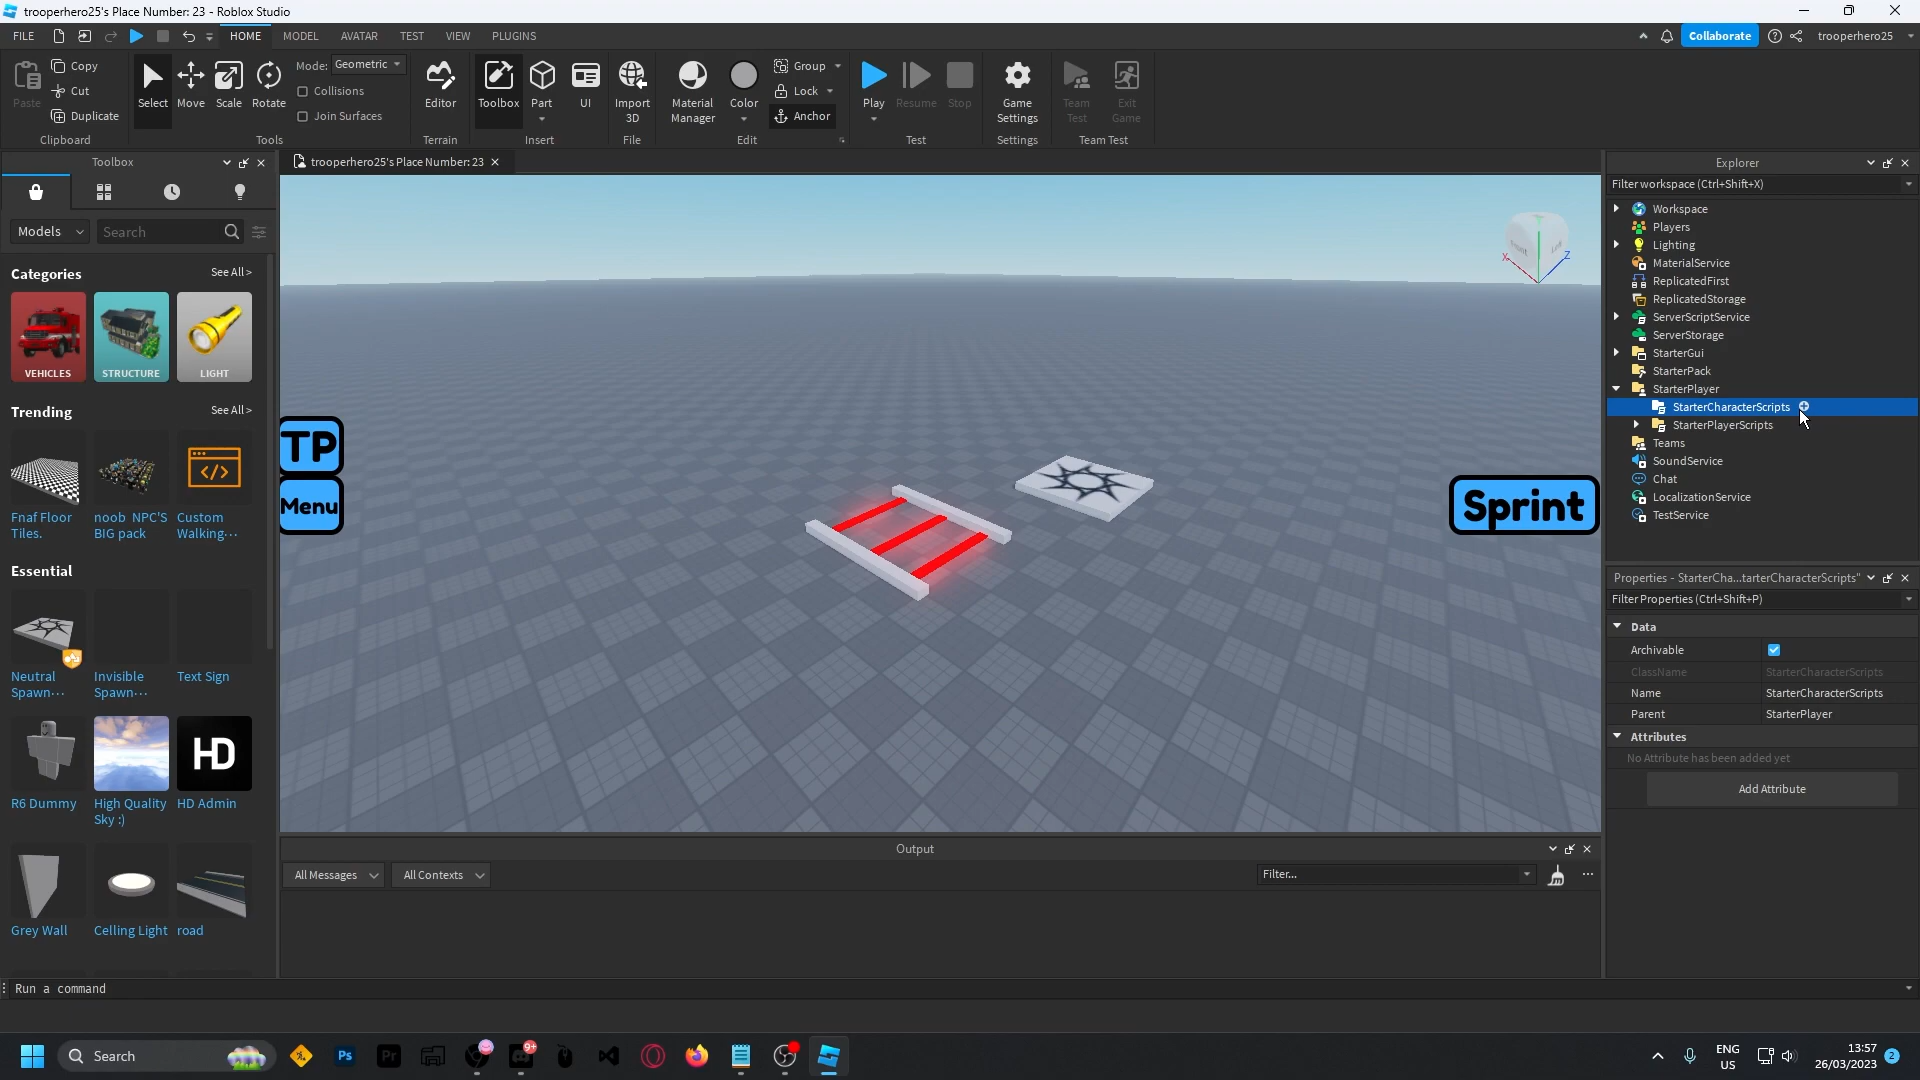 trooperhero25's Place Number: 23 - Roblox Studio
FILE
HOME
MODEL
AVATAR
TEST
VIEW
PLUGINS
Collaborate
trooperhero25
Paste
Copy
Cut
Duplicate
Clipboard
Select
Move
Scale
Rotate
Mode: Geometric
Collisions
Join Surfaces
Tools
Editor
Terrain
Toolbox
Part
UI
Insert
Import
3D
File
Material
Manager
Color
Group
Lock
Anchor
Edit
Play
Resume
Stop
Test
Game
Settings
Settings
Team
Test
Exit
Game
Team Test
Toolbox
trooperhero25's Place Number: 23
Models
Search
Categories
See All >
VEHICLES
STRUCTURE
LIGHT
Trending
See All >
Fnaf Floor
Tiles.
noob NPC'S
BIG pack
Custom
Walking...
Essential
Neutral
Spawn...
Invisible
Spawn...
Text Sign
HD
R6 Dummy
High Quality
Sky :)
HD Admin
Grey Wall
Celling Light
road
TP
Menu
Sprint
X
Z
Output
All Messages
All Contexts
Filter...
Explorer
Filter workspace (Ctrl+Shift+X)
Workspace
Players
Lighting
MaterialService
ReplicatedFirst
ReplicatedStorage
ServerScriptService
ServerStorage
StarterGui
StarterPack
StarterPlayer
StarterCharacterScripts
StarterPlayerScripts
Teams
SoundService
Chat
LocalizationService
TestService
Properties - StarterCha...tarterCharacterScripts"
Filter Properties (Ctrl+Shift+P)
Data
Archivable
ClassName StarterCharacterScripts
Name StarterCharacterScripts
Parent StarterPlayer
Attributes
No Attribute has been added yet
Add Attribute
Run a command
Search
Ps
Pr
9+
ENG
US
13:57
26/03/2023
2